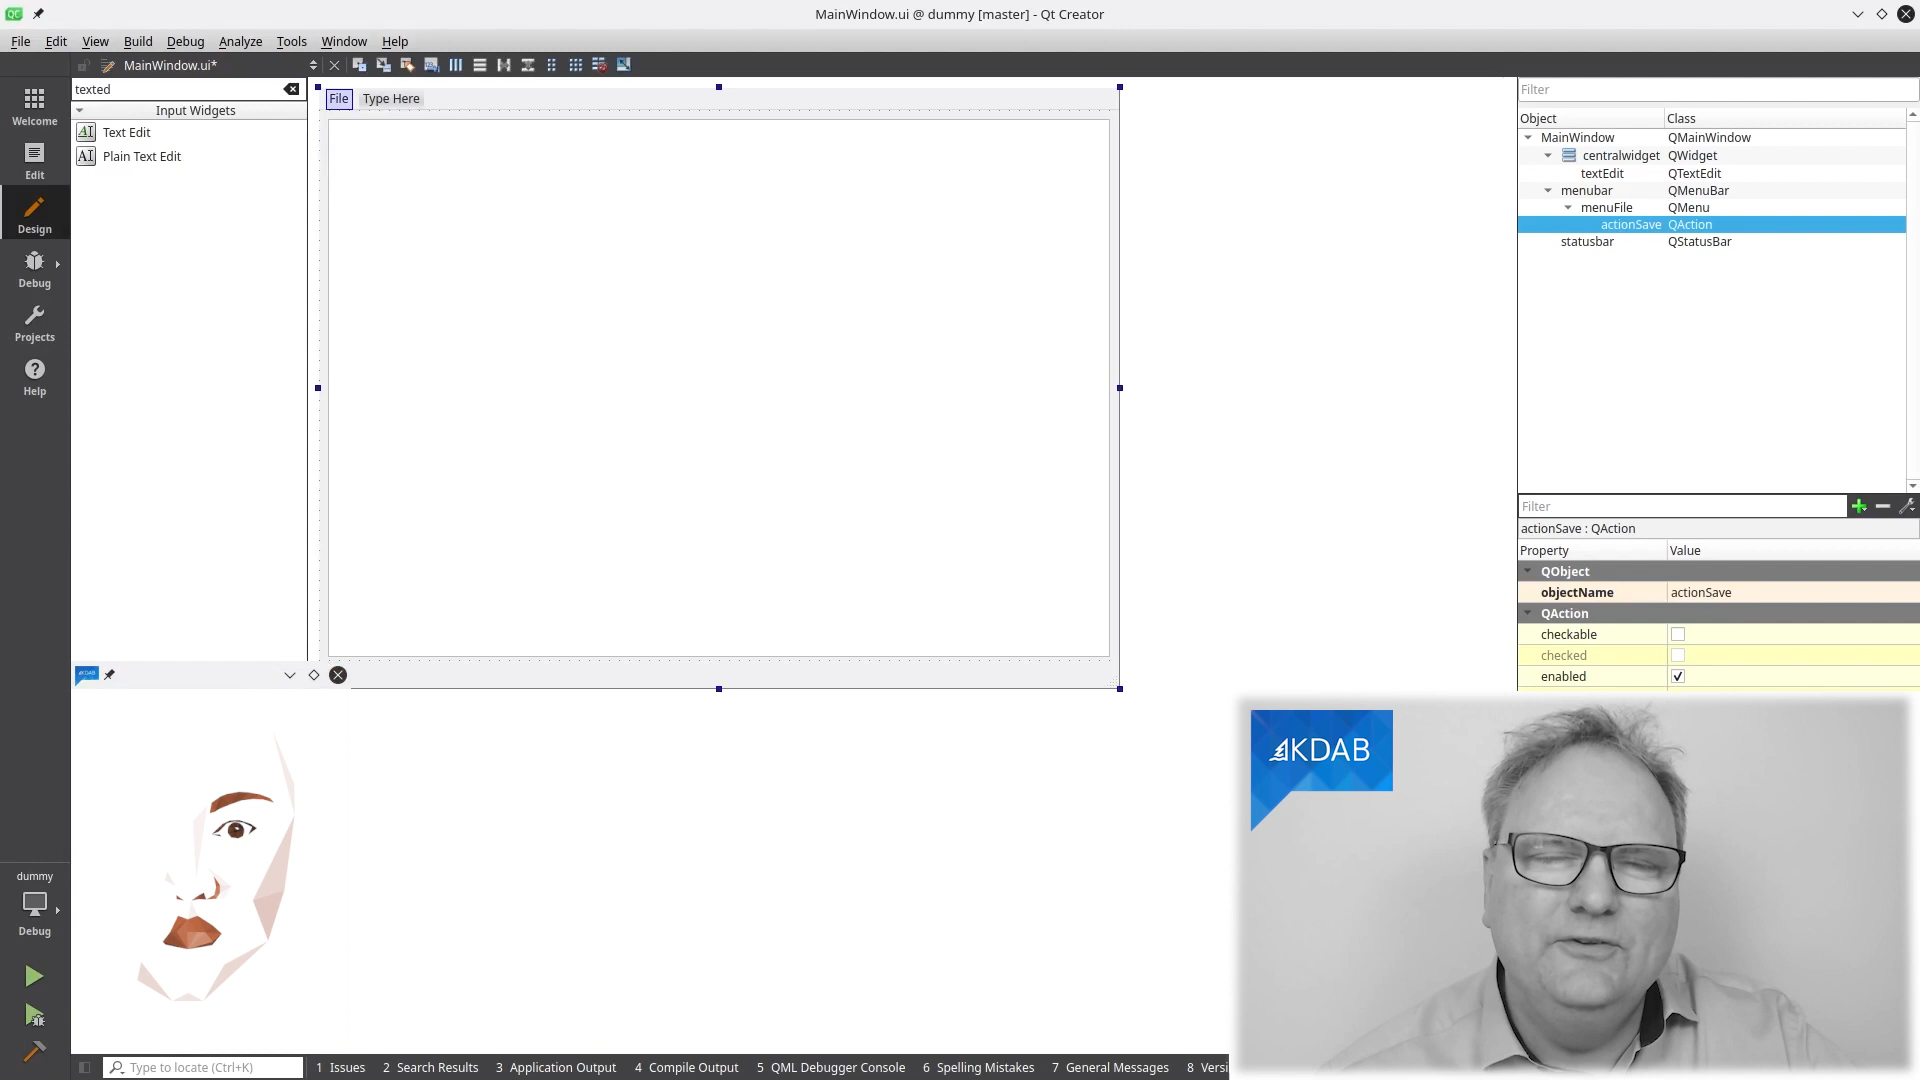 MainWindow.ui @ dummy [master] - Qt Creator
File Edit View Build Debug Analyze Tools Window Help
MainWindow.ui*
texted
Input Widgets
Text Edit
Plain Text Edit
Welcome
Edit
Design
Debug
Projects
Help
dummy
Debug
File Type Here
Filter
Object Class
MainWindow QMainWindow
centralwidget QWidget
textEdit QTextEdit
menubar QMenuBar
menuFile QMenu
actionSave QAction
statusbar QStatusBar
Filter
actionSave : QAction
Property Value
QObject
objectName actionSave
QAction
checkable
checked
enabled
KDAB
Type to locate (Ctrl+K) 1 Issues 2 Search Results 3 Application Output 4 Compile Output 5 QML Debugger Console 6 Spelling Mistakes 7 General Messages 8 Versi